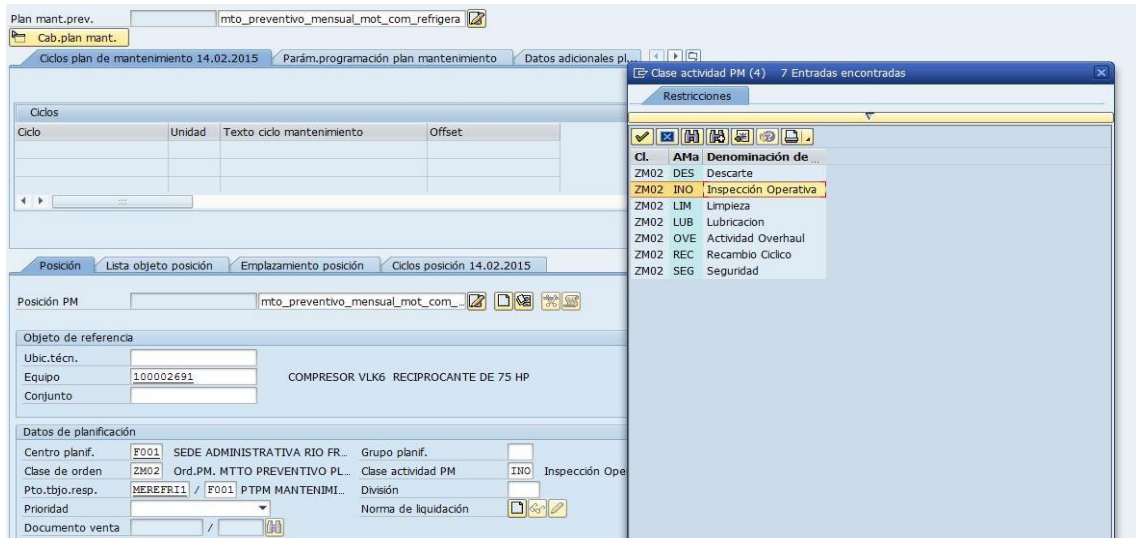 Plan mant.prev. mto_preventivo_mensual_mot_com_refrigera
Cab.plan mant.
Ciclos plan de mantenimiento 14.02.2015 Parám.programación plan mantenimiento Datos adicionales pl...
Ciclos
Ciclo Unidad Texto ciclo mantenimiento Offset
Posición Lista objeto posición Emplazamiento posición Ciclos posición 14.02.2015
Posición PM mto_preventivo_mensual_mot_com_...
Objeto de referencia
Ubic.técn.
Equipo 100002691 COMPRESOR VLK6 RECIPROCANTE DE 75 HP
Conjunto
Datos de planificación
Centro planif. F001 SEDE ADMINISTRATIVA RIO FR... Grupo planif.
Clase de orden ZM02 Ord.PM. MTTO PREVENTIVO PL... Clase actividad PM INO Inspección Ope
Pto.tbjo.resp. MEREFRI1 / F001 PTPM MANTENIMI... División
Prioridad Norma de liquidación
Documento venta /
Clase actividad PM (4) 7 Entradas encontradas
Restricciones
Cl. AMa Denominación de ...
ZM02 DES Descarte
ZM02 INO Inspección Operativa
ZM02 LIM Limpieza
ZM02 LUB Lubricacion
ZM02 OVE Actividad Overhaul
ZM02 REC Recambio Ciclico
ZM02 SEG Seguridad